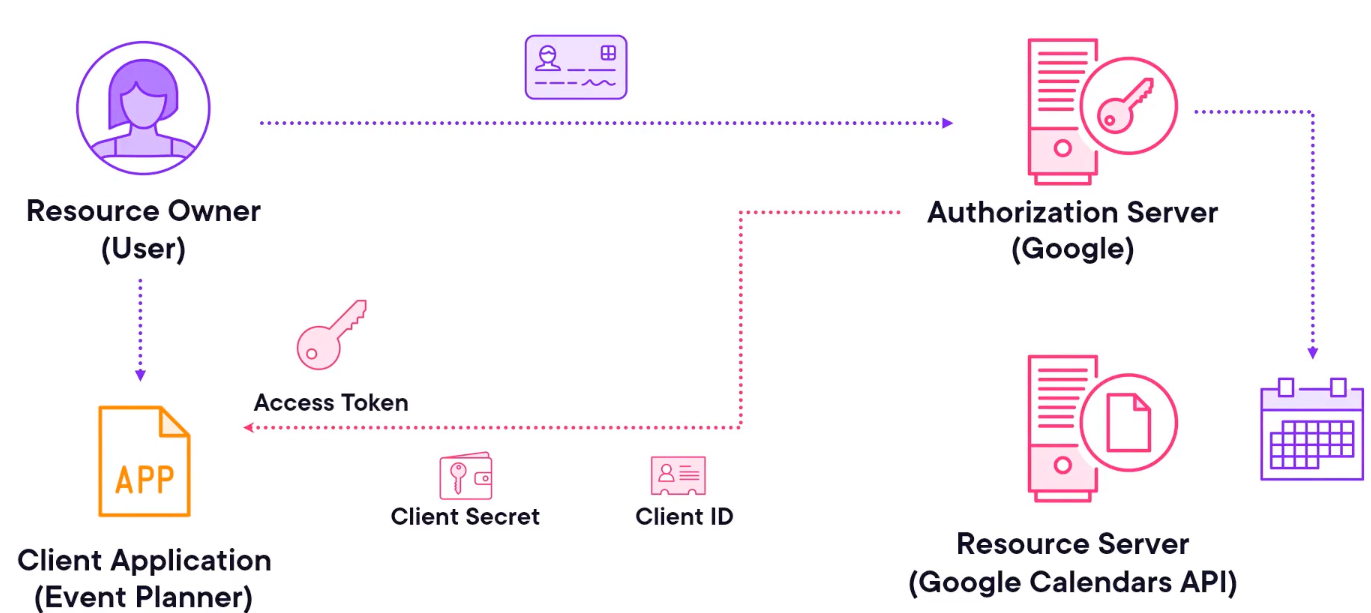 Resource Owner
(User)
Authorization Server
(Google)
Access Token
APP
Client Secret
Client ID
Client Application
(Event Planner)
Resource Server
(Google Calendars API)